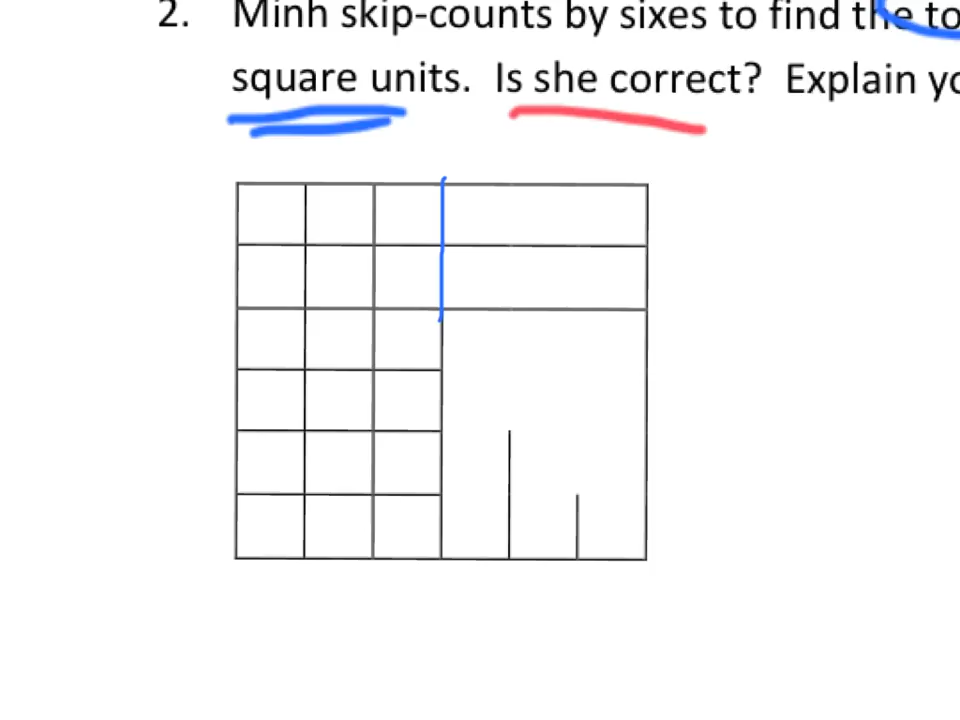 2. Minh skip-counts by sixes to find the
square units. Is she correct? Explain